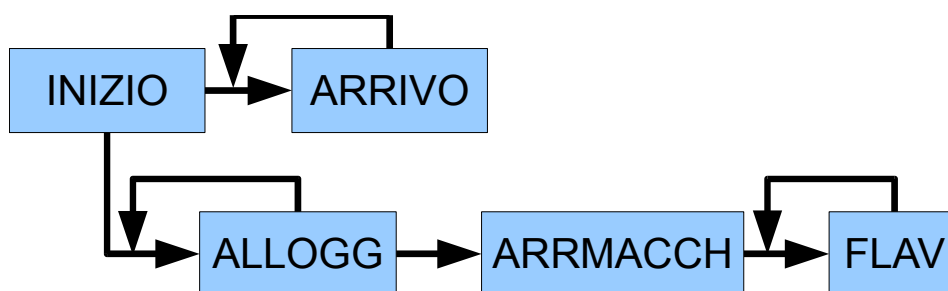 INIZIO
ARRIVO
ALLOGG
ARRMACCH
FLAV